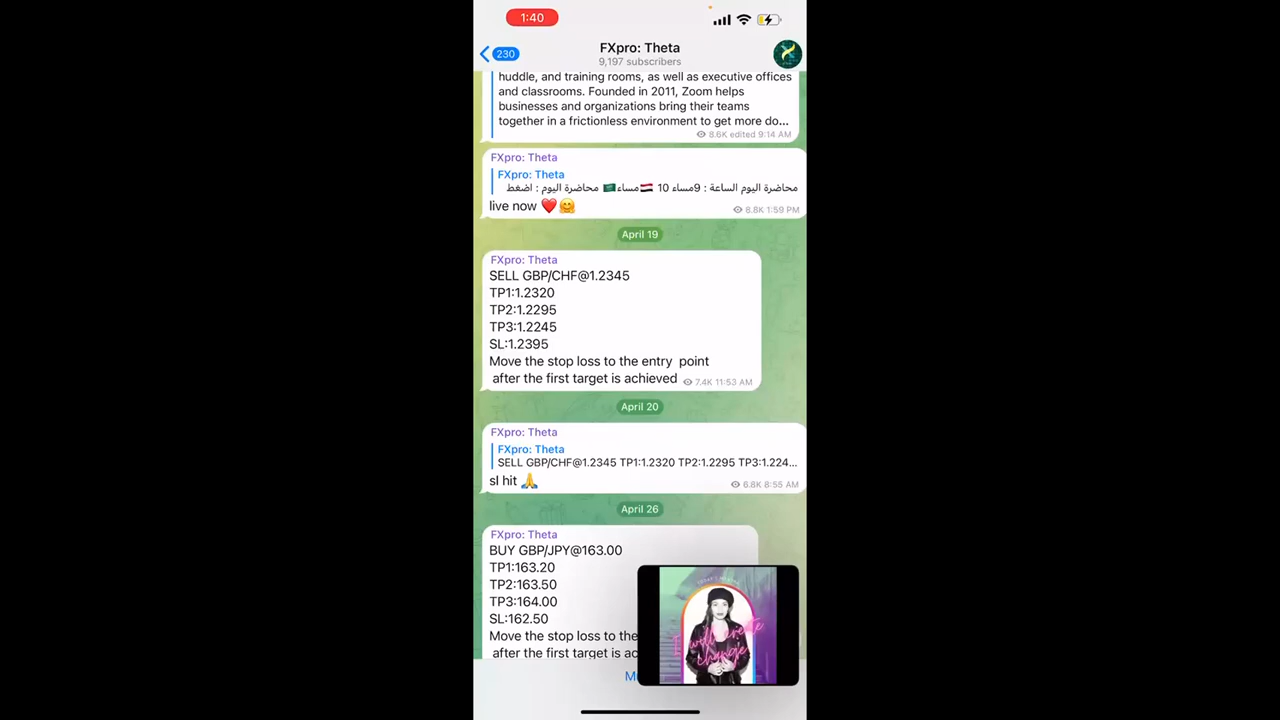 1:40
230
FXpro: Theta
9,197 subscribers
huddle, and training rooms, as well as executive offices
and classrooms. Founded in 2011, Zoom helps
businesses and organizations bring their teams
together in a frictionless environment to get more do...
8.6K edited 9:14 AM
FXpro: Theta
FXpro: Theta
محاضرة اليوم الساعة : 9مساء 🇪🇬 10 مساء🇸🇦 محاضرة اليوم : اضغط
live now ❤️🤗
8.8K 1:59 PM
April 19
FXpro: Theta
SELL GBP/CHF@1.2345
TP1:1.2320
TP2:1.2295
TP3:1.2245
SL:1.2395
Move the stop loss to the entry point
after the first target is achieved
7.4K 11:53 AM
April 20
FXpro: Theta
FXpro: Theta
SELL GBP/CHF@1.2345 TP1:1.2320 TP2:1.2295 TP3:1.224...
sl hit 🙏
6.8K 8:55 AM
April 26
FXpro: Theta
BUY GBP/JPY@163.00
TP1:163.20
TP2:163.50
TP3:164.00
SL:162.50
Move the stop loss to the
after the first target is ac
I will create
change